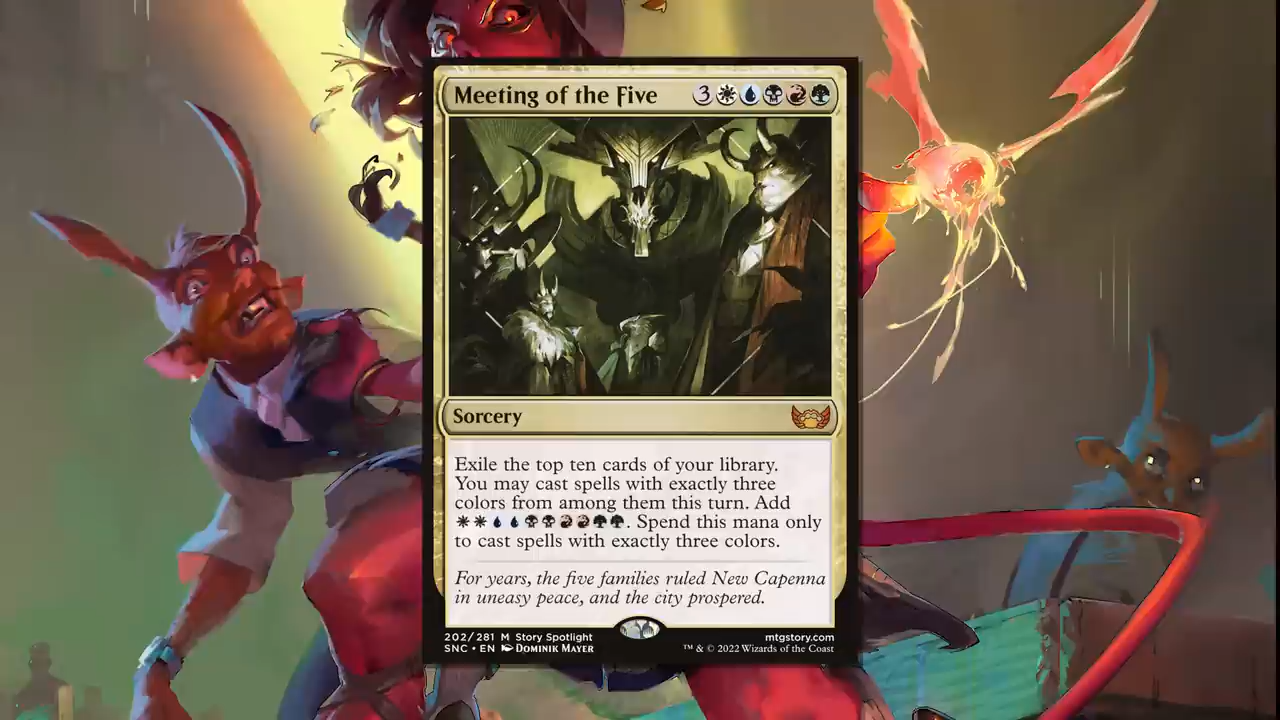 Meeting of the Five 3
Sorcery
Exile the top ten cards of your library.
You may cast spells with exactly three
colors from among them this turn. Add
. Spend this mana only
to cast spells with exactly three colors.
For years, the five families ruled New Capenna
in uneasy peace, and the city prospered.
202/281 M Story Spotlight
SNC • EN DOMINIK MAYER
mtgstory.com
™ & © 2022 Wizards of the Coast